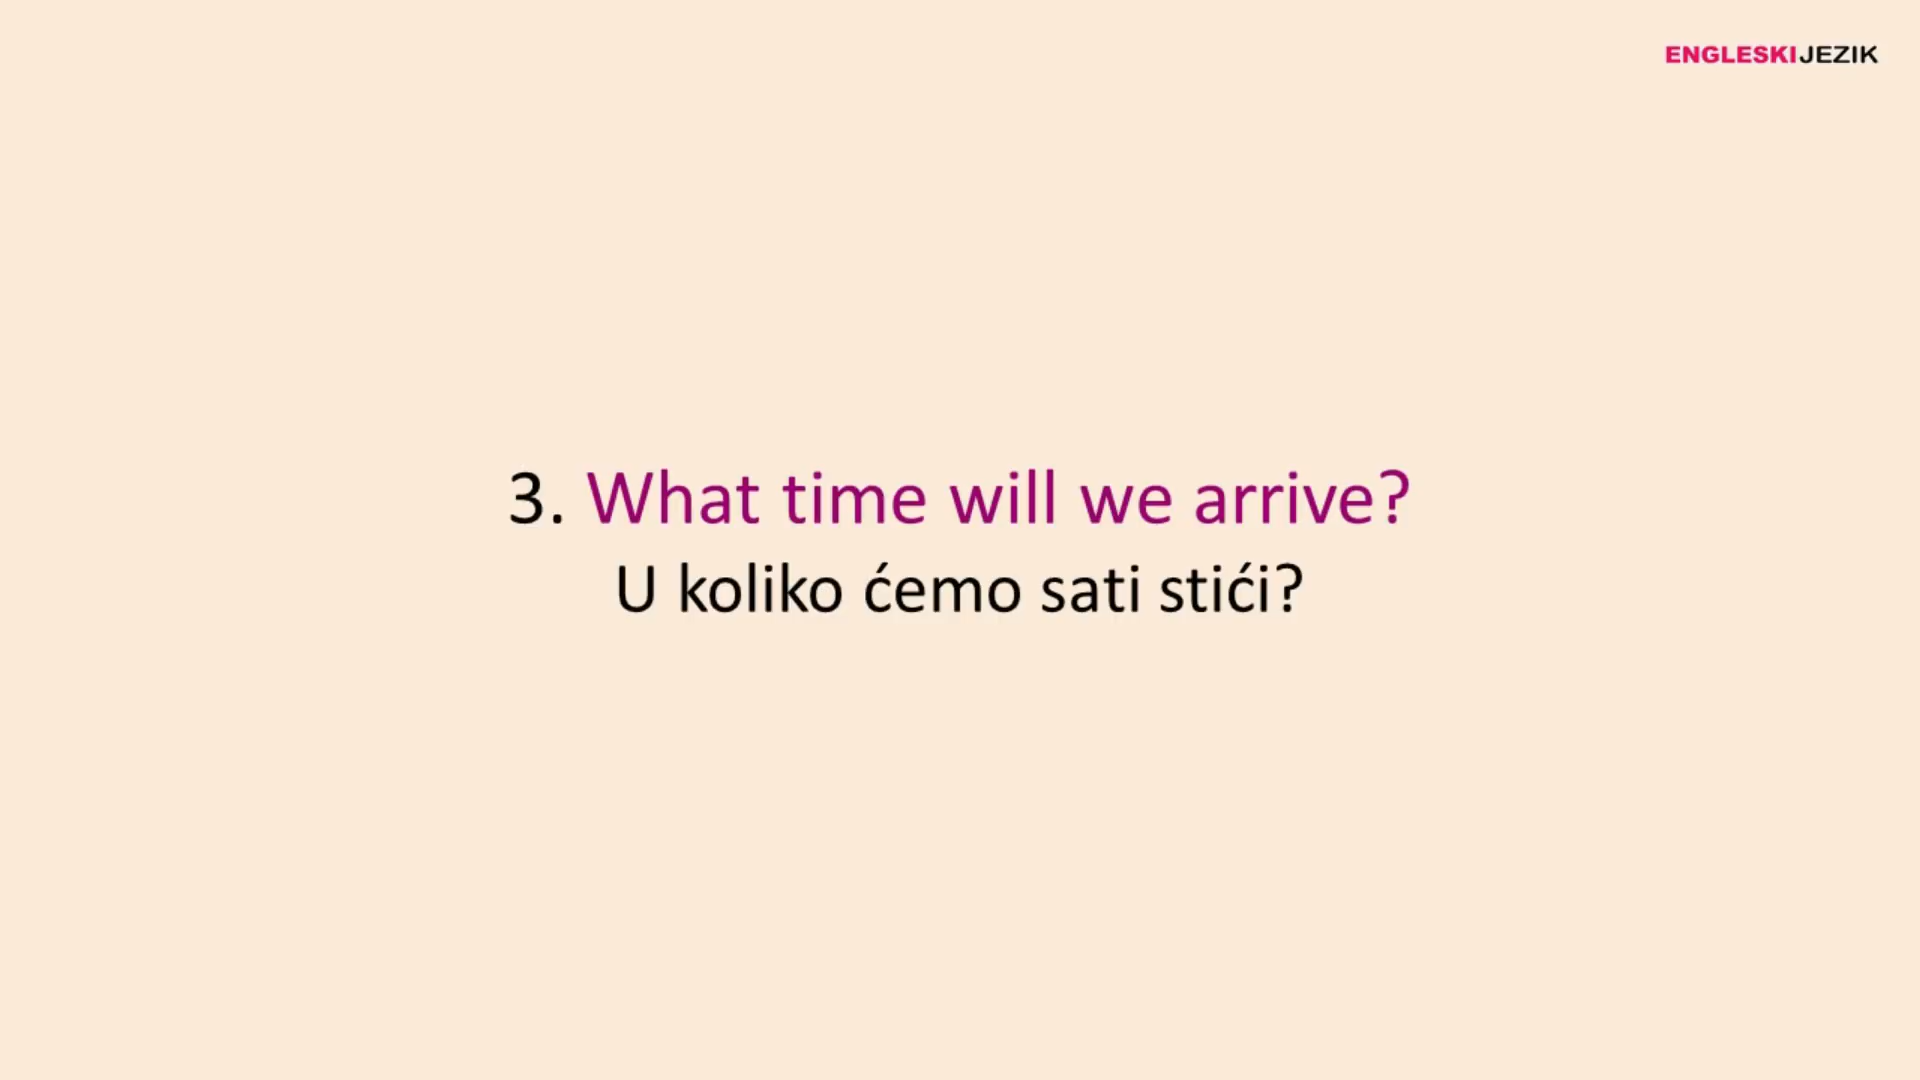 ENGLESKIJEZIK
3. What time will we arrive?
U koliko ćemo sati stići?